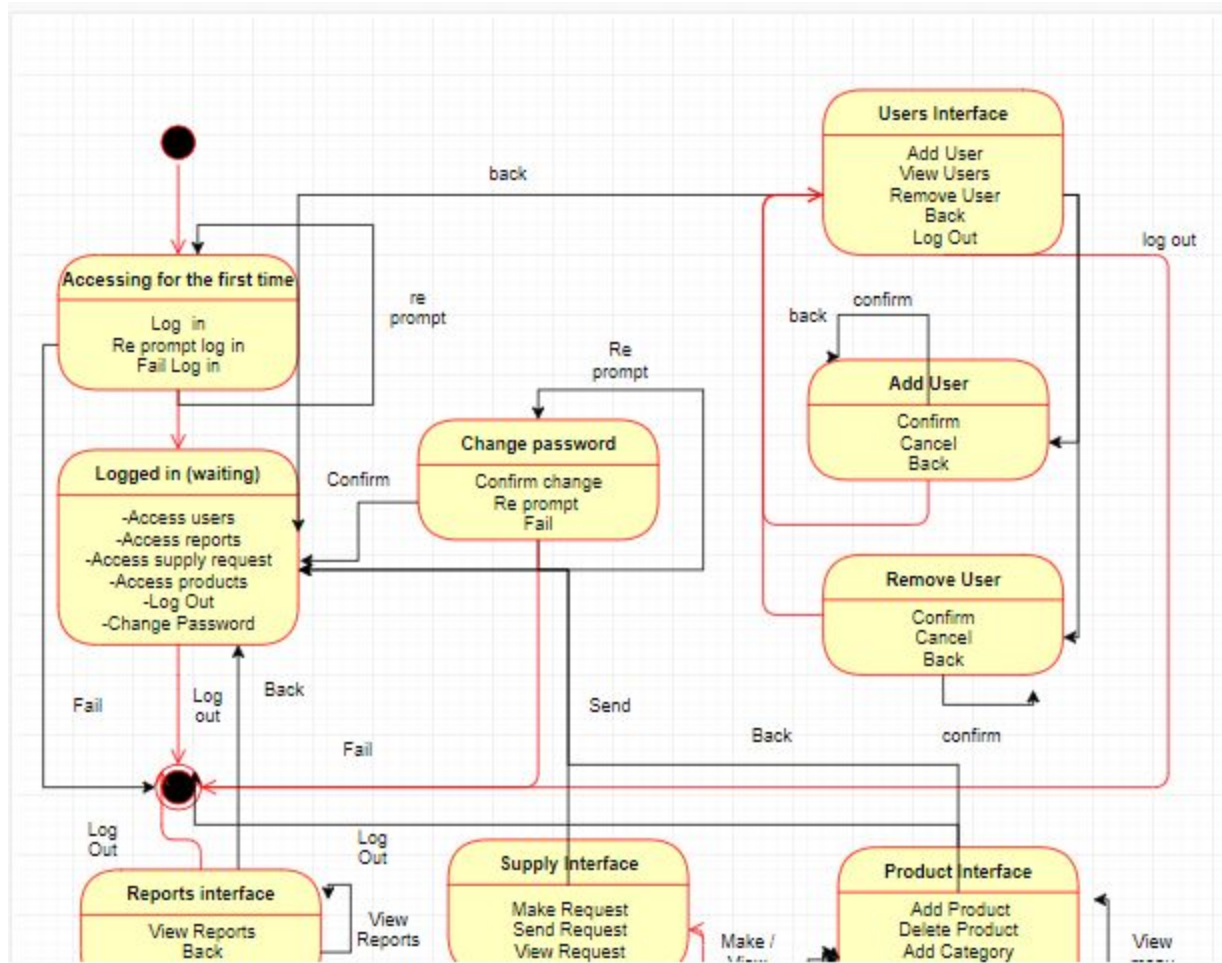 Users Interface
Add User
View Users
Remove User
Back
Log Out
back
log out
Accessing for the first time
Log in
Re prompt log in
Fail Log in
re
prompt
confirm
back
Add User
Confirm
Cancel
Back
Re
prompt
Change password
Confirm change
Re prompt
Fail
Confirm
Logged in (waiting)
-Access users
-Access reports
-Access supply request
-Access products
-Log Out
-Change Password
Remove User
Confirm
Cancel
Back
Fail
Log
out
Back
Send
Fail
Back
confirm
Log
Out
Log
Out
Reports interface
View Reports
Back
View
Reports
Supply Interface
Make Request
Send Request
View Request
Make /
Product Interface
Add Product
Delete Product
Add Category
View